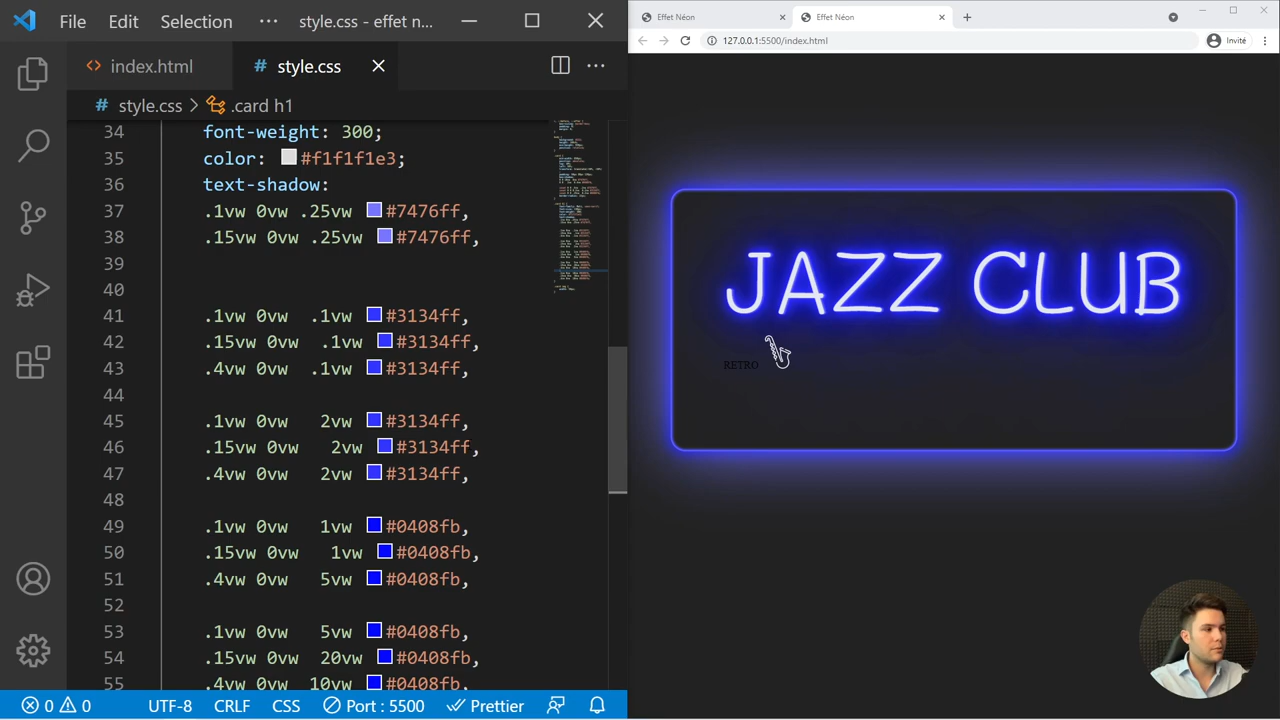 File Edit Selection ··· style.css - effet n...
index.html
style.css
style.css > .card h1
34 font-weight: 300;
35 color: #f1f1f1e3;
36 text-shadow:
37 .1vw 0vw .25vw #7476ff,
38 .15vw 0vw .25vw #7476ff,
39
40
41 .1vw 0vw .1vw #3134ff,
42 .15vw 0vw .1vw #3134ff,
43 .4vw 0vw .1vw #3134ff,
44
45 .1vw 0vw 2vw #3134ff,
46 .15vw 0vw 2vw #3134ff,
47 .4vw 0vw 2vw #3134ff,
48
49 .1vw 0vw 1vw #0408fb,
50 .15vw 0vw 1vw #0408fb,
51 .4vw 0vw 5vw #0408fb,
52
53 .1vw 0vw 5vw #0408fb,
54 .15vw 0vw 20vw #0408fb,
55 .4vw 0vw 10vw #0408fb,
0 0 UTF-8 CRLF CSS Port : 5500 Prettier
Effet Néon
Effet Néon
127.0.0.1:5500/index.html
Invité
JAZZ CLUB
RETRO